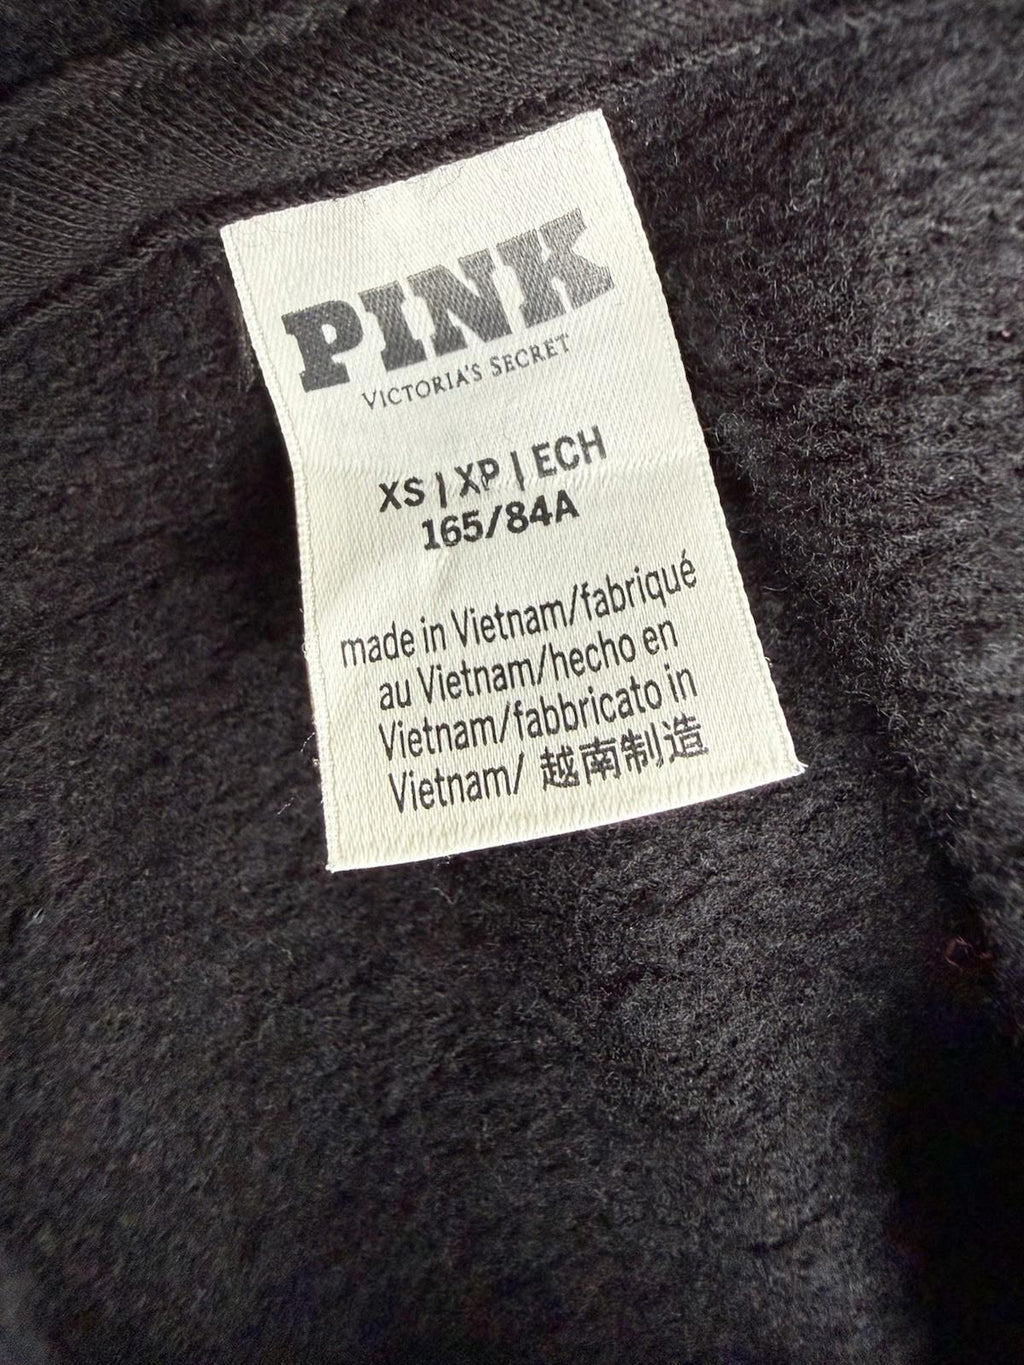 PINK
VICTORIA'S SECRET
XS | XP | ECH
165/84A
made in Vietnam/fabriqué
au Vietnam/hecho en
Vietnam/fabbricato in
Vietnam/ 越南制造